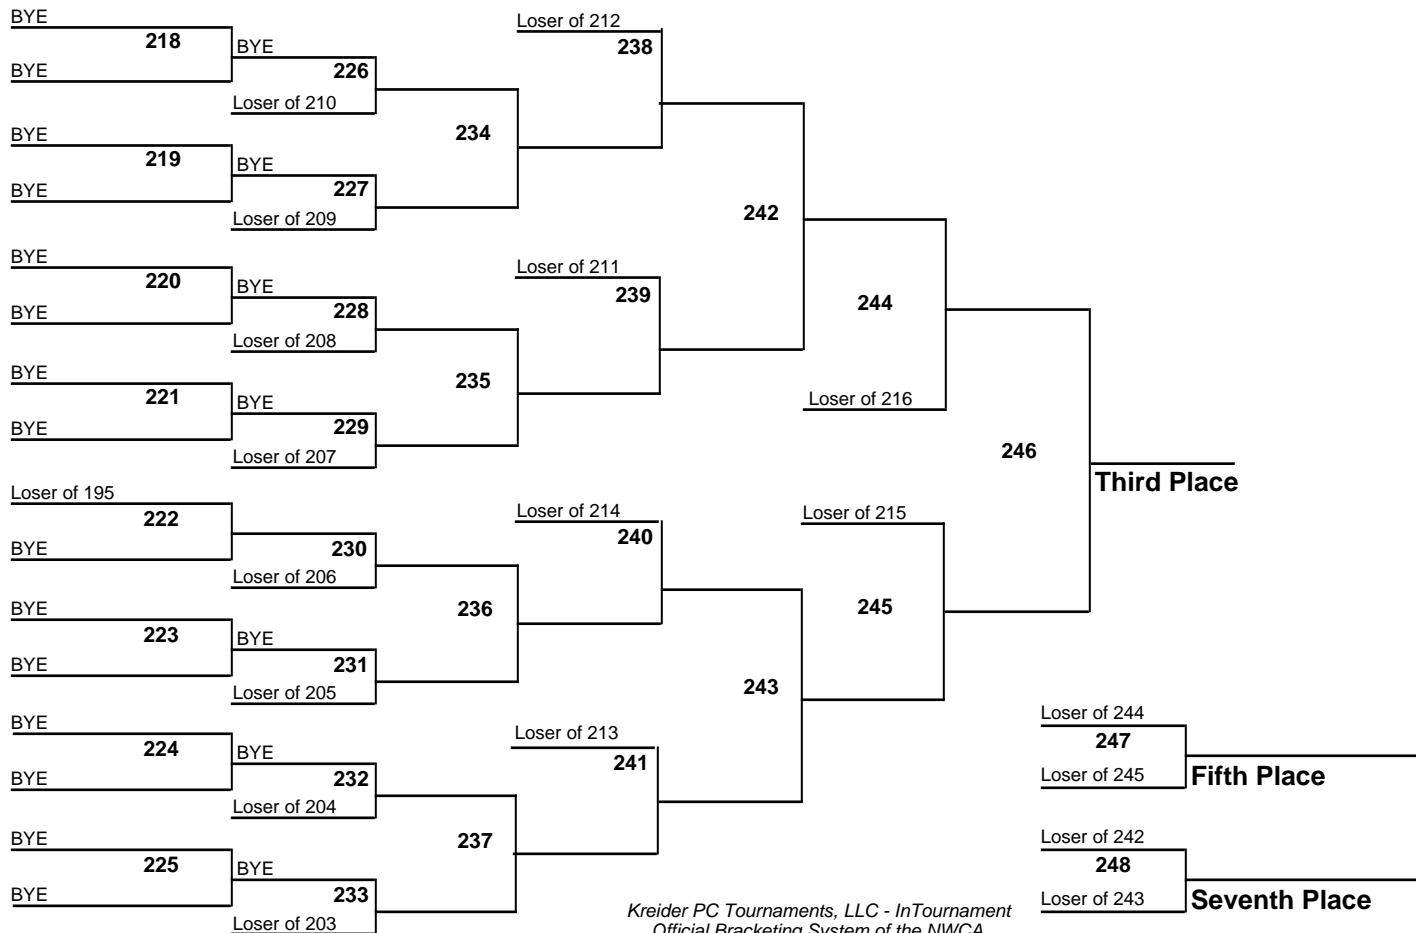 BYE
218
BYE
BYE
226
Loser of 210
BYE
219
BYE
BYE
227
Loser of 209
234
Loser of 212
238
BYE
220
BYE
BYE
228
Loser of 208
BYE
221
BYE
BYE
229
Loser of 207
235
Loser of 211
239
242
244
Loser of 216
Loser of 195
222
BYE
230
Loser of 206
BYE
223
BYE
BYE
231
Loser of 205
236
Loser of 214
240
BYE
224
BYE
BYE
232
Loser of 204
BYE
225
BYE
BYE
233
Loser of 203
237
Loser of 213
241
243
Loser of 215
245
246
Third Place
Loser of 244
247
Loser of 245
Fifth Place
Loser of 242
248
Loser of 243
Seventh Place
Kreider PC Tournaments, LLC - InTournament
Official Bracketing System of the NWCA